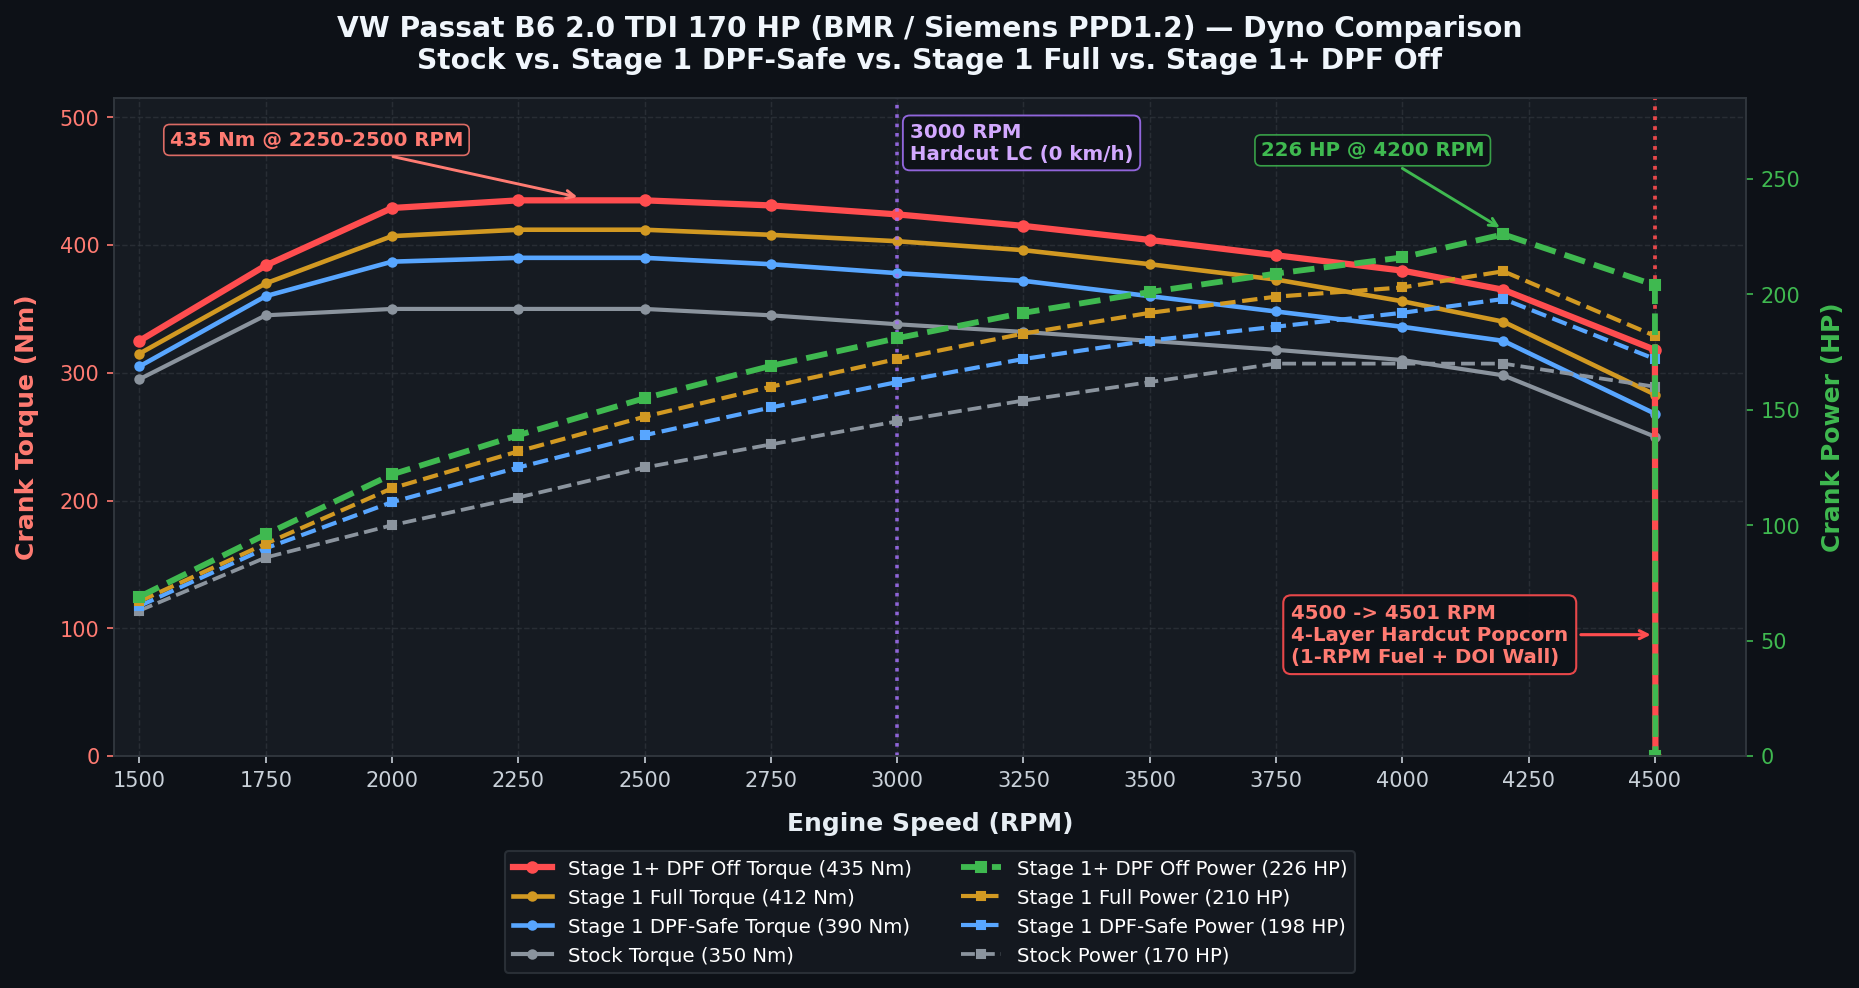 VW Passat B6 2.0 TDI 170 HP (BMR / Siemens PPD1.2) — Dyno Comparison
Stock vs. Stage 1 DPF-Safe vs. Stage 1 Full vs. Stage 1+ DPF Off
435 Nm @ 2250-2500 RPM
3000 RPM
Hardcut LC (0 km/h)
226 HP @ 4200 RPM
4500 -> 4501 RPM
4-Layer Hardcut Popcorn
(1-RPM Fuel + DOI Wall)
Crank Torque (Nm)
500
400
300
200
100
0
Crank Power (HP)
250
200
150
100
50
0
1500 1750 2000 2250 2500 2750 3000 3250 3500 3750 4000 4250 4500
Engine Speed (RPM)
Stage 1+ DPF Off Torque (435 Nm)
Stage 1 Full Torque (412 Nm)
Stage 1 DPF-Safe Torque (390 Nm)
Stock Torque (350 Nm)
Stage 1+ DPF Off Power (226 HP)
Stage 1 Full Power (210 HP)
Stage 1 DPF-Safe Power (198 HP)
Stock Power (170 HP)